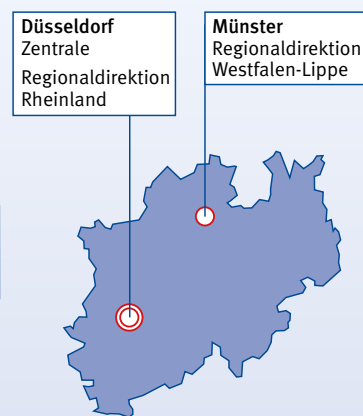 Düsseldorf
Zentrale
Regionaldirektion
Rheinland
Münster
Regionaldirektion
Westfalen-Lippe